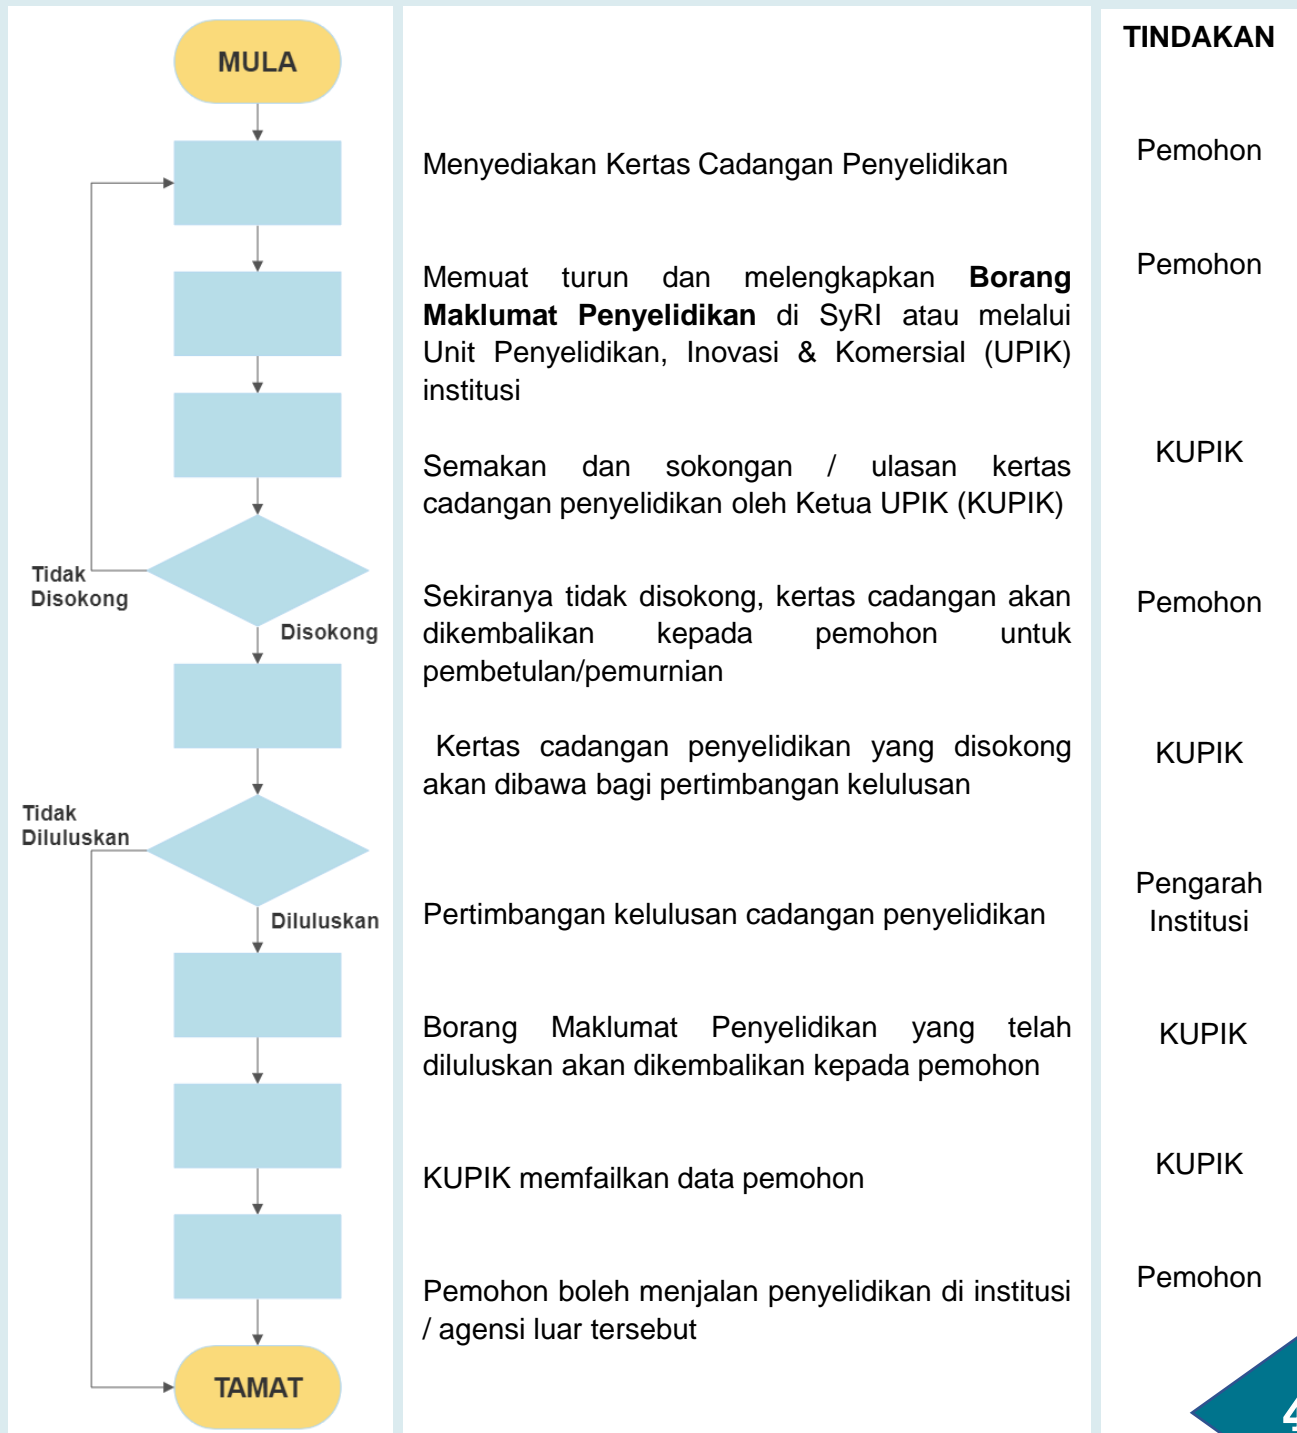 MULA
TINDAKAN
Menyediakan Kertas Cadangan Penyelidikan
Pemohon
Memuat turun dan melengkapkan Borang
Maklumat Penyelidikan di SyRI atau melalui
Unit Penyelidikan, Inovasi & Komersial (UPIK)
institusi
Pemohon
Semakan dan sokongan / ulasan kertas
cadangan penyelidikan oleh Ketua UPIK (KUPIK)
KUPIK
Tidak
Disokong
Disokong
Sekiranya tidak disokong, kertas cadangan akan
dikembalikan kepada pemohon untuk
pembetulan/pemurnian
Pemohon
Kertas cadangan penyelidikan yang disokong
akan dibawa bagi pertimbangan kelulusan
KUPIK
Tidak
Diluluskan
Diluluskan
Pertimbangan kelulusan cadangan penyelidikan
Pengarah
Institusi
Borang Maklumat Penyelidikan yang telah
diluluskan akan dikembalikan kepada pemohon
KUPIK
KUPIK memfailkan data pemohon
KUPIK
Pemohon boleh menjalan penyelidikan di institusi
/ agensi luar tersebut
Pemohon
TAMAT